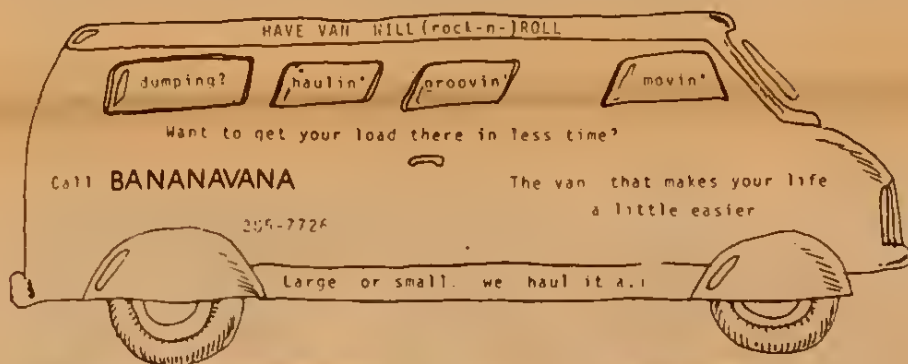 HAVE VAN WILL (rock-n-)ROLL
dumping? haulin' groovin' movin'
Want to get your load there in less time?
Call BANANAVANA
The van that makes your life
a little easier
Large or small. we haul it